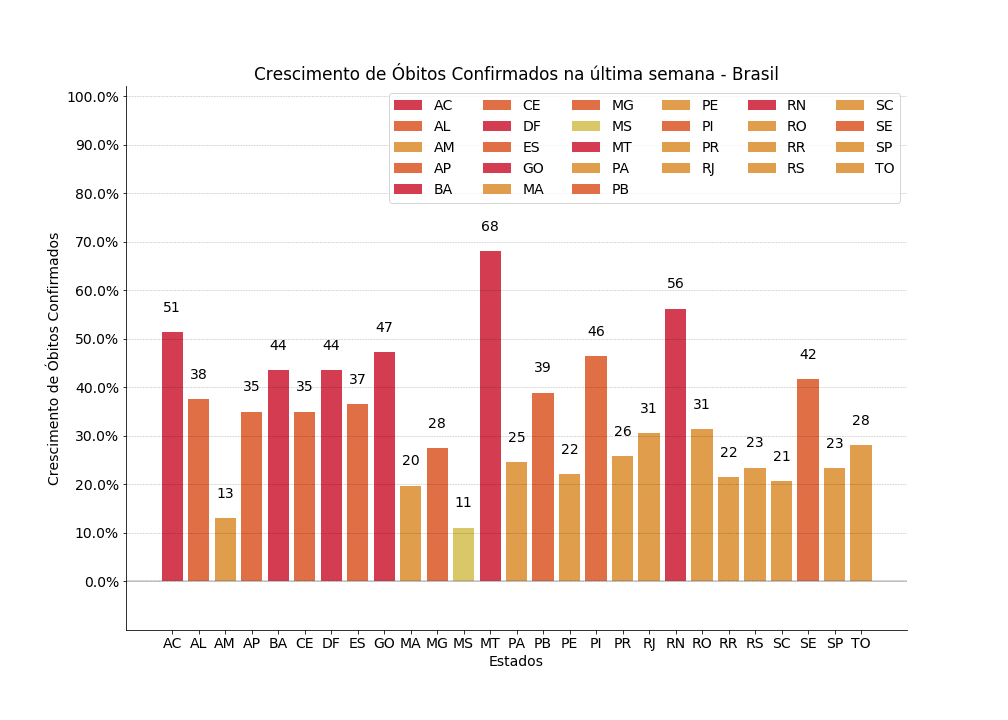 Crescimento de Óbitos Confirmados na última semana - Brasil
100.0%
90.0%
80.0%
70.0%
60.0%
50.0%
40.0%
30.0%
20.0%
10.0%
0.0%
Crescimento de Óbitos Confirmados
AC CE MG PE RN SC
AL DF MS PI RO SE
AM ES MT PR RR SP
AP GO PA RJ RS TO
BA MA PB
51 38 13 35 44 35 44 37 47 20 28 11 68 25 39 22 46 26 31 56 31 22 23 21 42 23 28
AC AL AM AP BA CE DF ES GO MA MG MS MT PA PB PE PI PR RJ RN RO RR RS SC SE SP TO
Estados